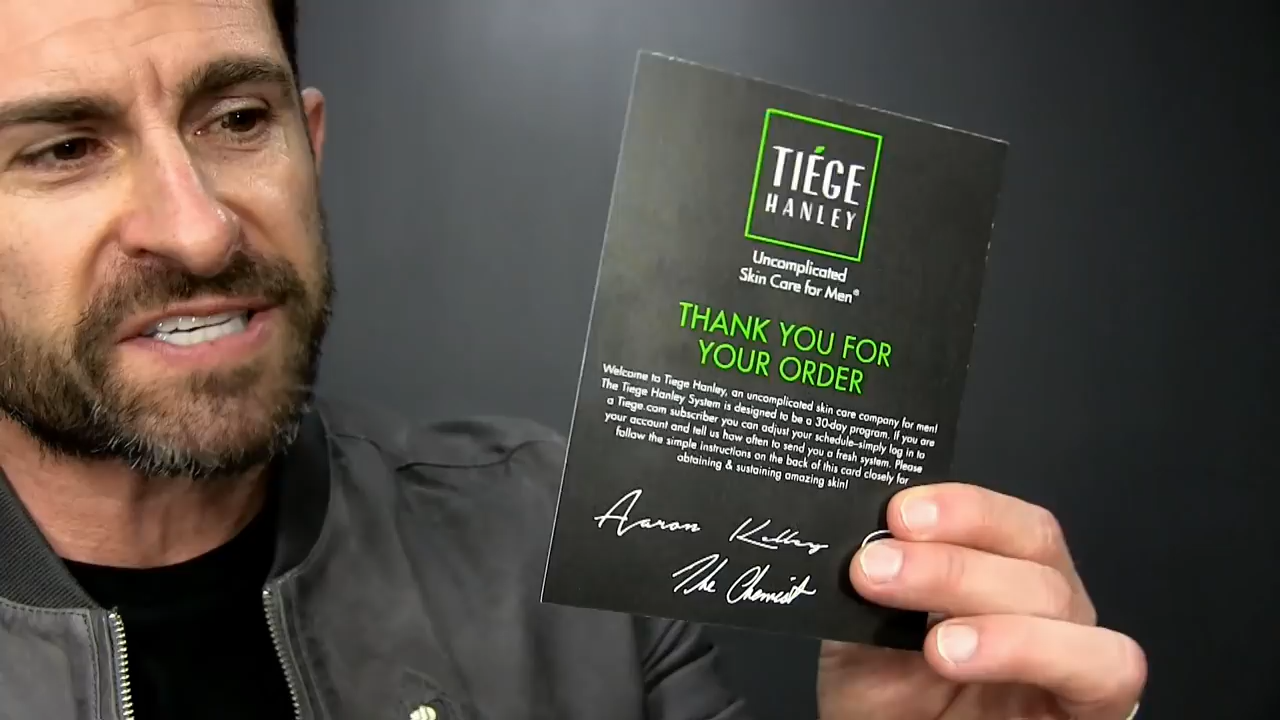 TIÉGE
HANLEY
Uncomplicated
Skin Care for Men®
THANK YOU FOR
YOUR ORDER
Welcome to Tiege Hanley, an uncomplicated skin care company for men!
The Tiege Hanley System is designed to be a 30-day program. If you are
a Tiege.com subscriber you can adjust your schedule-simply log in to
your account and tell us how often to send you a fresh system. Please
follow the simple instructions on the back of this card closely for
obtaining & sustaining amazing skin!
Aaron Kelley
The Chemist